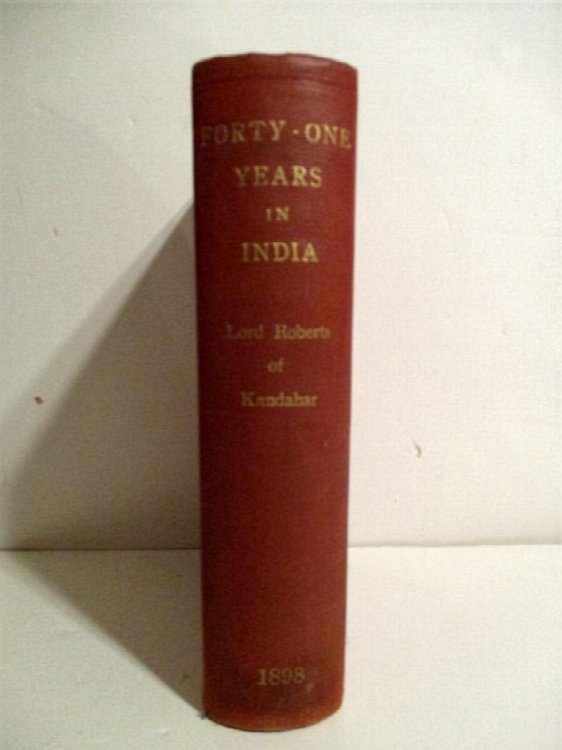 FORTY-ONE
YEARS
IN
INDIA
Lord Roberts
of
Kandahar
1898